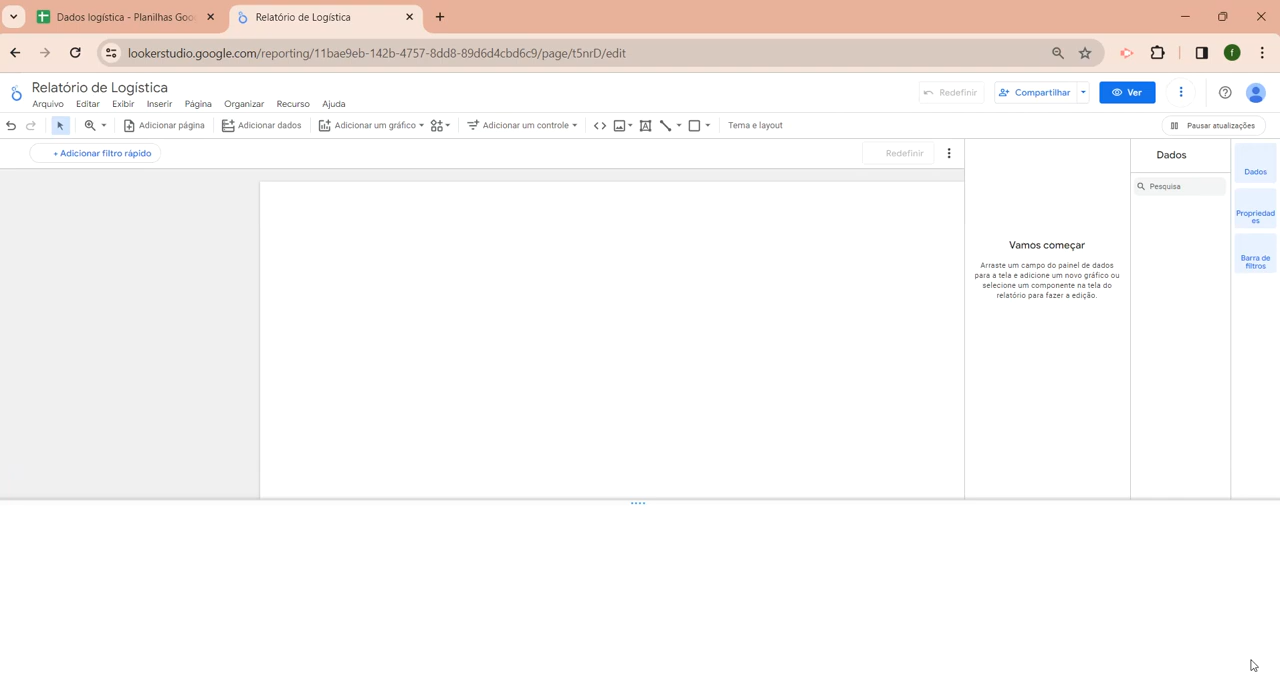 Dados logística - Planilhas Goo
Relatório de Logística
lookerstudio.google.com/reporting/11bae9eb-142b-4757-8dd8-89d6d4cbd6c9/page/t5nrD/edit
f
Relatório de Logística
Arquivo Editar Exibir Inserir Página Organizar Recurso Ajuda
Redefinir Compartilhar Ver
Adicionar página Adicionar dados Adicionar um gráfico Adicionar um controle Tema e layout Pausar atualizações
+ Adicionar filtro rápido Redefinir
Dados
Pesquisa
Dados
Propriedad
es
Barra de
filtros
Vamos começar
Arraste um campo do painel de dados
para a tela e adicione um novo gráfico ou
selecione um componente na tela do
relatório para fazer a edição.